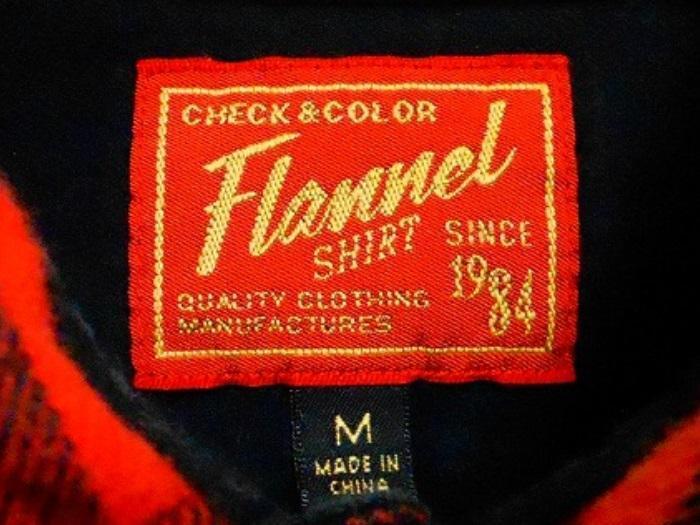 CHECK & COLOR
Flannel
SHIRT
SINCE
1984
QUALITY CLOTHING
MANUFACTURES
M
MADE IN
CHINA